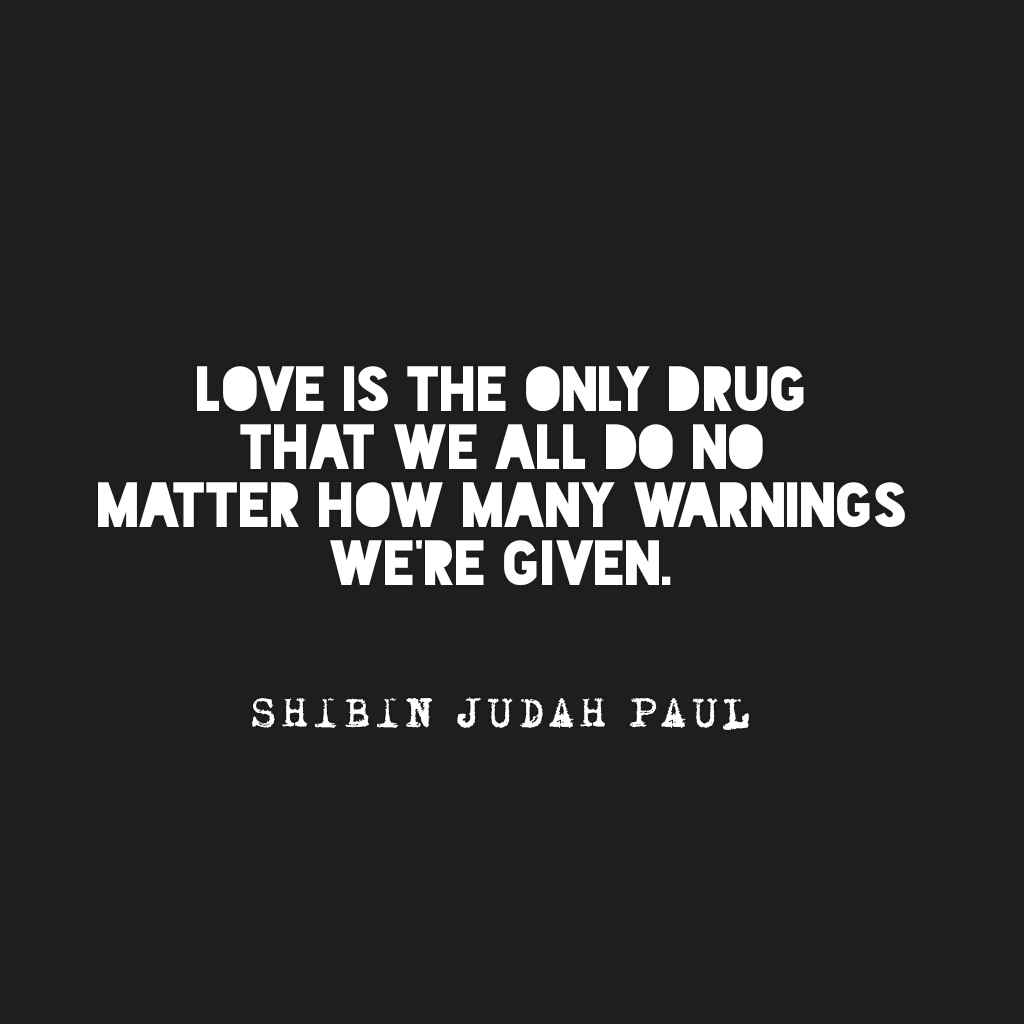 LOVE IS THE ONLY DRUG
THAT WE ALL DO NO
MATTER HOW MANY WARNINGS
WE'RE GIVEN.
SHIBIN JUDAH PAUL